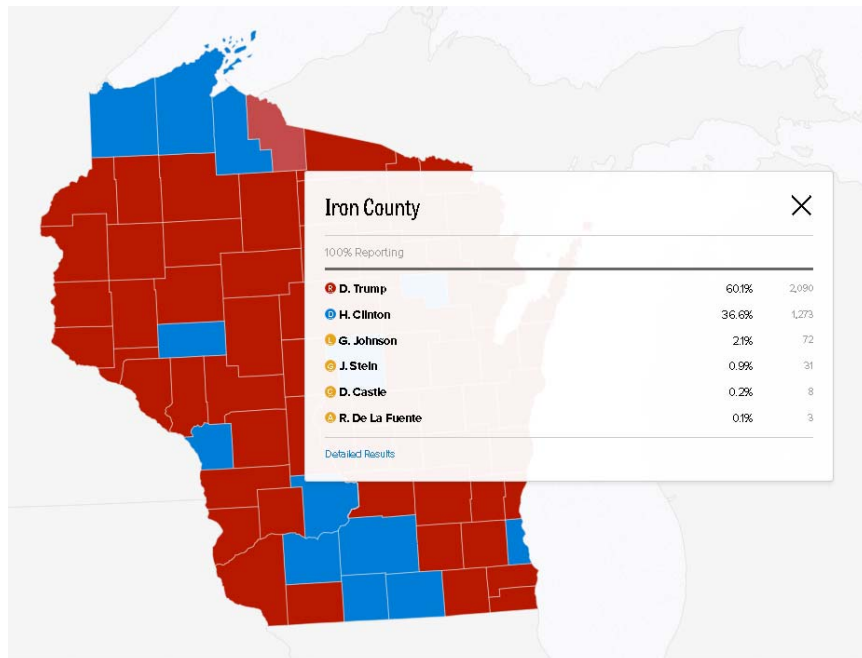 Iron County
100% Reporting
R D. Trump 60.1% 2,090
D H. Clinton 36.6% 1,273
L G. Johnson 2.1% 72
G J. Stein 0.9% 31
C D. Castle 0.2% 8
A R. De La Fuente 0.1% 3
Detailed Results